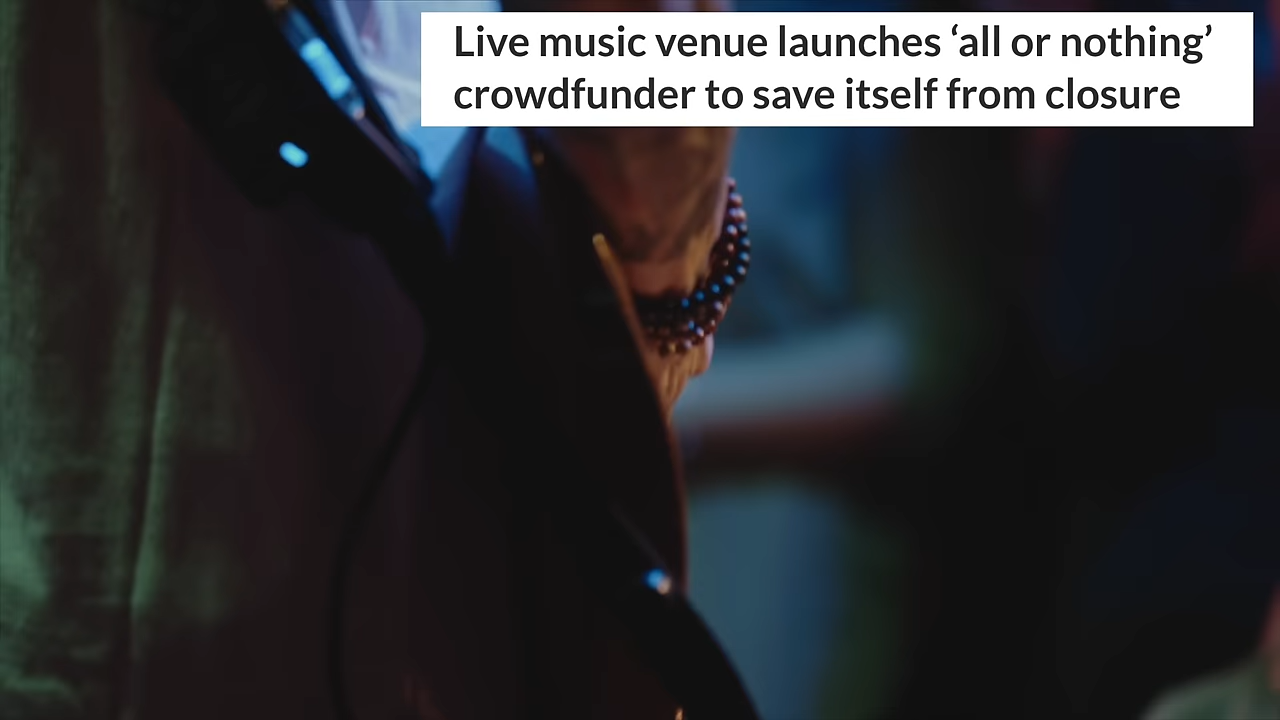 Live music venue launches ‘all or nothing’
crowdfunder to save itself from closure